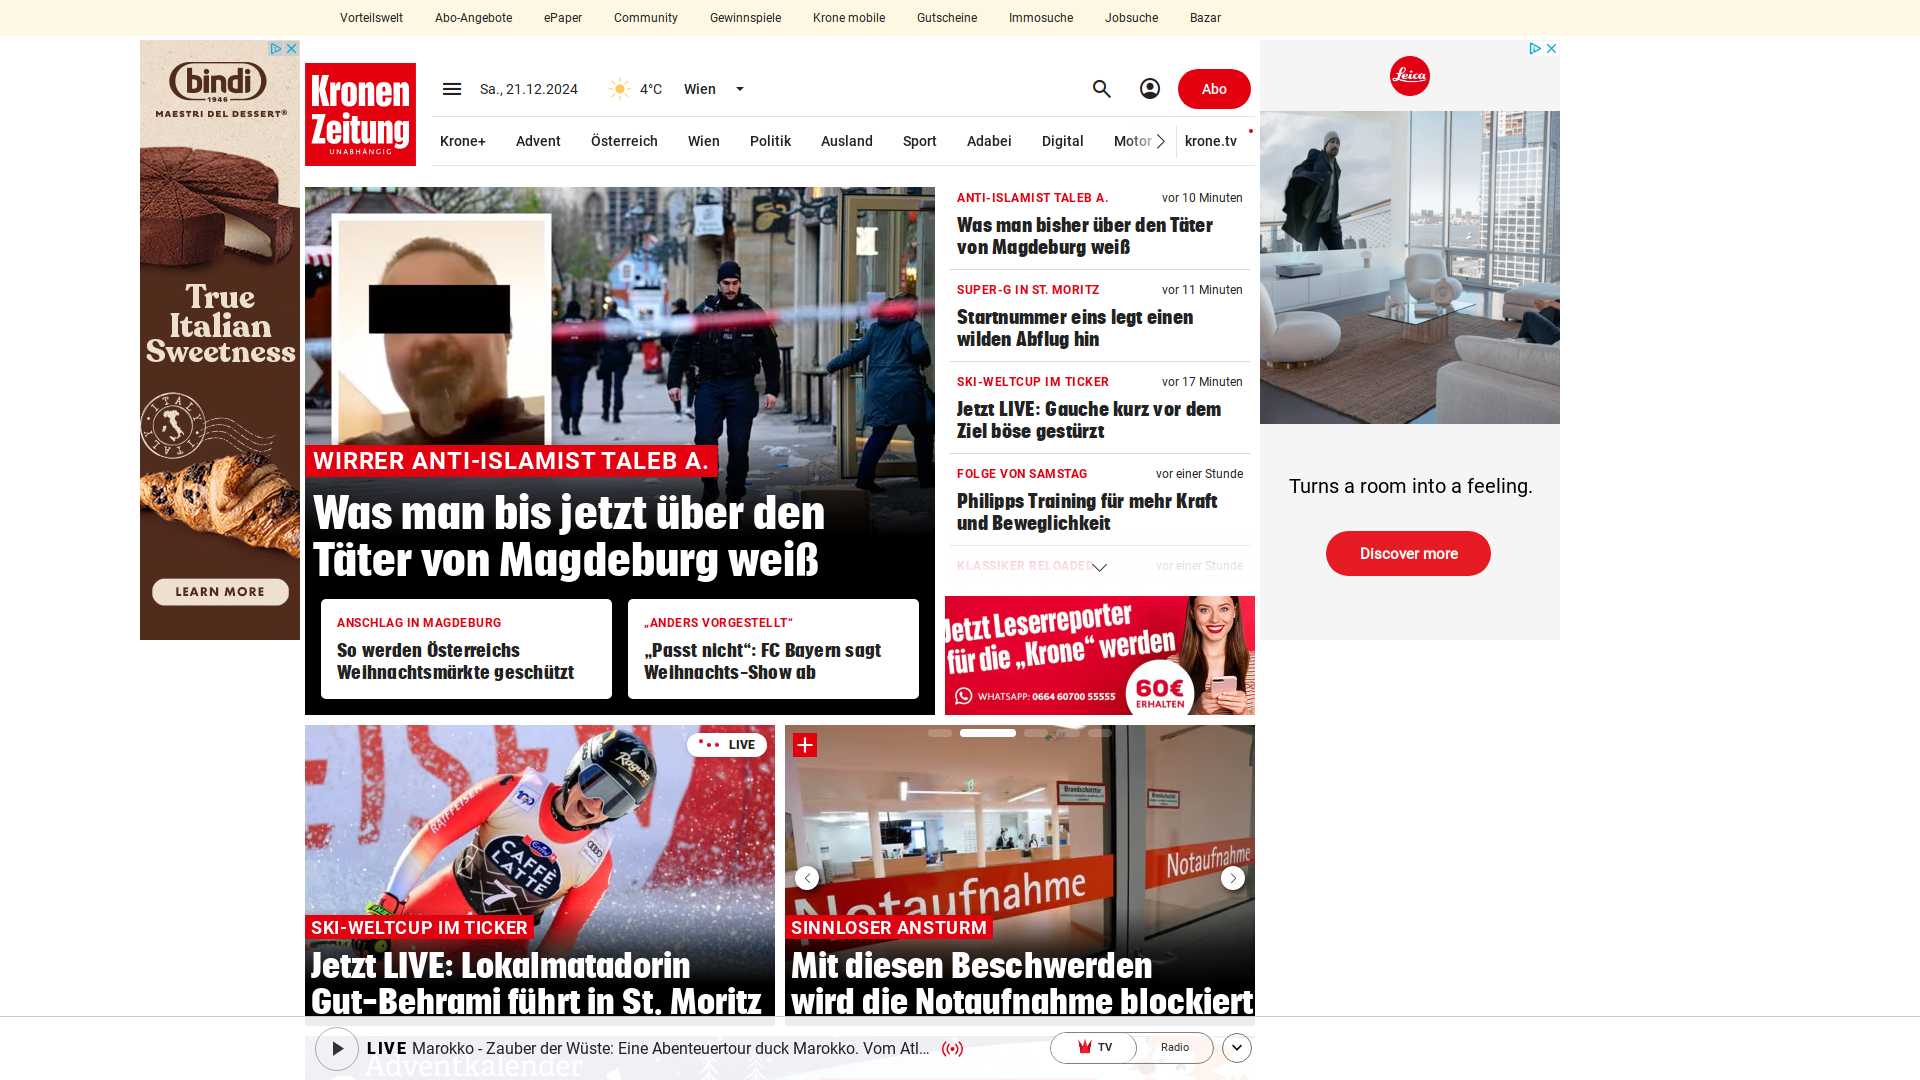 Vorteilswelt Abo-Angebote ePaper Community Gewinnspiele Krone mobile Gutscheine Immosuche Jobsuche Bazar
bindi
1946
MAESTRI DEL DESSERT®
True
Italian
Sweetness
ITALY
LEARN MORE
Kronen
Zeitung
UNABHÄNGIG
Sa., 21.12.2024 4°C Wien
Abo
Krone+ Advent Österreich Wien Politik Ausland Sport Adabei Digital Motor krone.tv
WIRRER ANTI-ISLAMIST TALEB A.
Was man bis jetzt über den
Täter von Magdeburg weiß
ANSCHLAG IN MAGDEBURG
So werden Österreichs
Weihnachtsmärkte geschützt
„ANDERS VORGESTELLT“
„Passt nicht“: FC Bayern sagt
Weihnachts-Show ab
ANTI-ISLAMIST TALEB A. vor 10 Minuten
Was man bisher über den Täter
von Magdeburg weiß
SUPER-G IN ST. MORITZ vor 11 Minuten
Startnummer eins legt einen
wilden Abflug hin
SKI-WELTCUP IM TICKER vor 17 Minuten
Jetzt LIVE: Gauche kurz vor dem
Ziel böse gestürzt
FOLGE VON SAMSTAG vor einer Stunde
Philipps Training für mehr Kraft
und Beweglichkeit
KLASSIKER RELOADED vor einer Stunde
Jetzt Leserreporter
für die „Krone“ werden
WHATSAPP: 0664 60700 55555
60€
ERHALTEN
Leica
Turns a room into a feeling.
Discover more
LIVE
RAIFFEISEN
Ragusa
CAFFÈ
LATTE
7
SKI-WELTCUP IM TICKER
Jetzt LIVE: Lokalmatadorin
Gut-Behrami führt in St. Moritz
Brandschutztür
Notaufnahme
Notaufnahme
SINNLOSER ANSTURM
Mit diesen Beschwerden
wird die Notaufnahme blockiert
LIVE Marokko - Zauber der Wüste: Eine Abenteuertour duck Marokko. Vom Atl...
TV Radio
Adventkalender